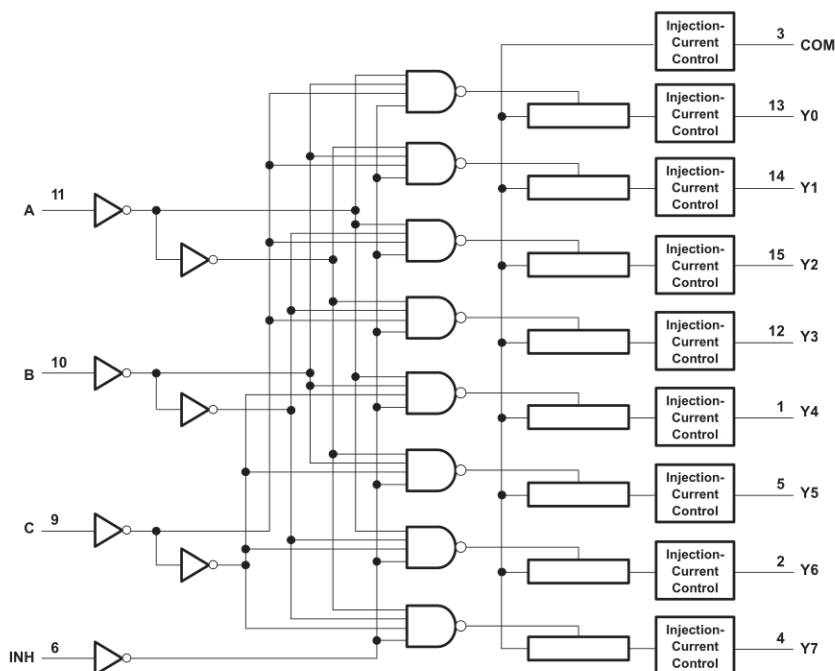 Injection-
Current
Control
3
COM
Injection-
Current
Control
13
Y0
Injection-
Current
Control
14
Y1
A
11
Injection-
Current
Control
15
Y2
Injection-
Current
Control
12
Y3
B
10
Injection-
Current
Control
1
Y4
Injection-
Current
Control
5
Y5
C
9
Injection-
Current
Control
2
Y6
INH
6
Injection-
Current
Control
4
Y7